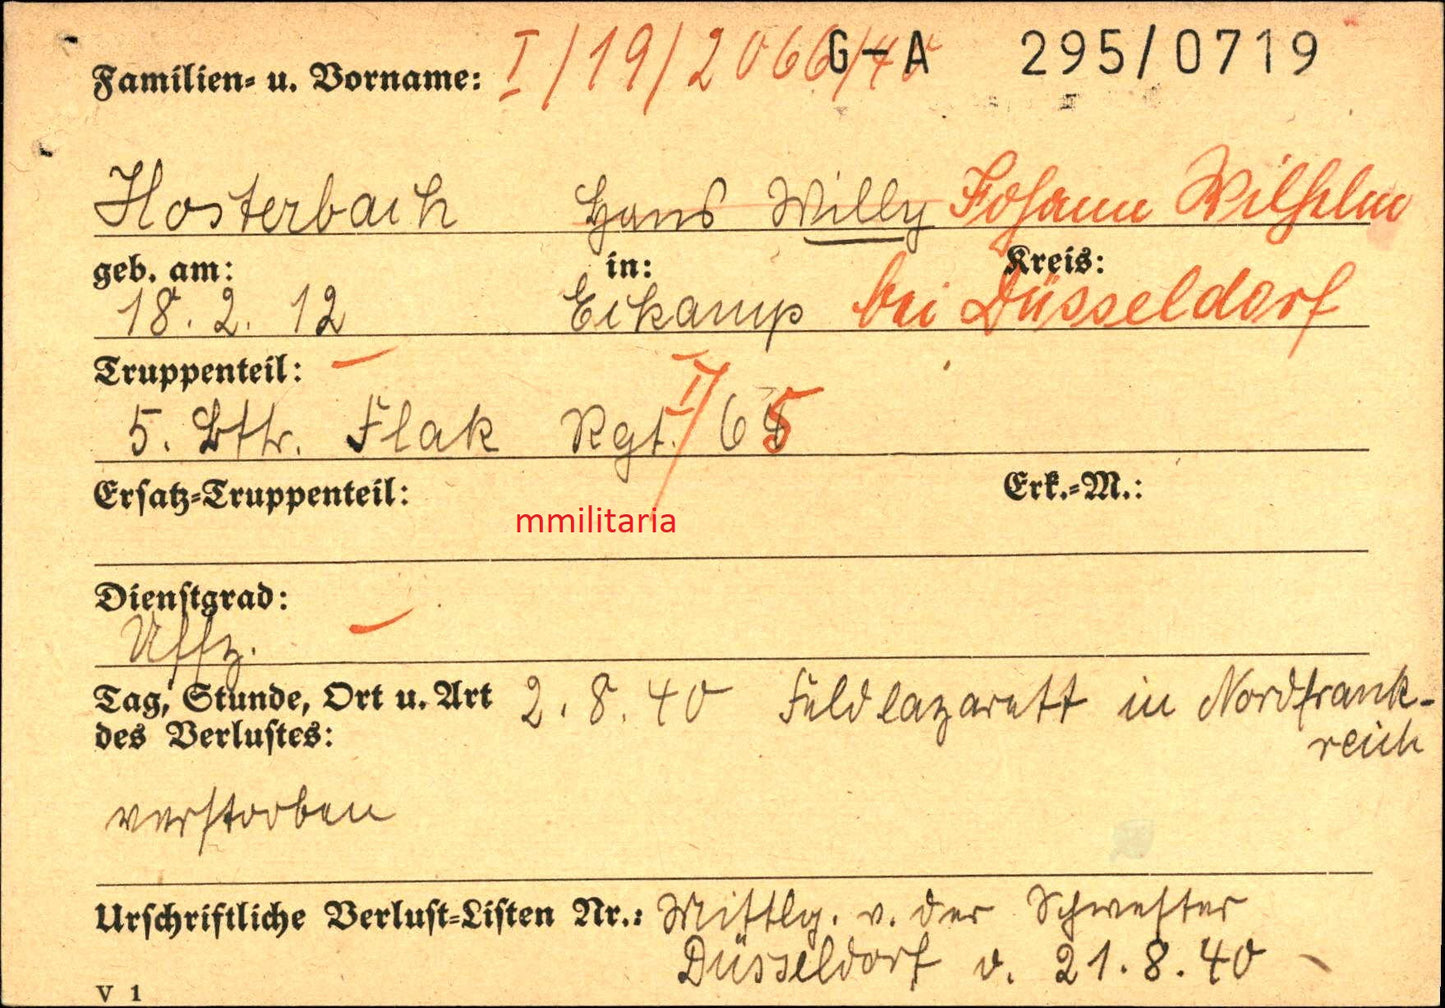 Familien- u. Vorname: I/19/2066/40 G-A 295/0719
Hosterbach Hans Willy Johann Wilhelm
geb. am: in: Kreis:
18. 2. 12 Eckamp bei Düsseldorf
Truppenteil:
5. Bttr. Flak Rgt. I/ 65
Ersatz-Truppenteil: Erk.-M.:
mmilitaria
Dienstgrad:
Uffz.
Tag, Stunde, Ort u. Art 2. 8. 40 Feldlazarett in Nordfrank-
des Verlustes: reich
verstorben
Urschriftliche Verlust-Listen Nr.: Mittlg. v. der Schwester
Düsseldorf v. 21. 8. 40
V 1